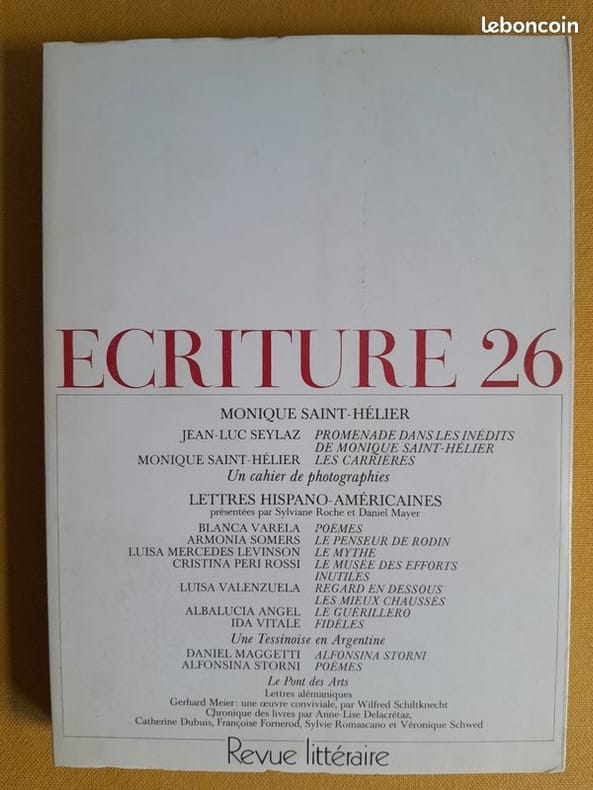 leboncoin
ECRITURE 26
MONIQUE SAINT-HÉLIER
JEAN-LUC SEYLAZ PROMENADE DANS LES INÉDITS
DE MONIQUE SAINT-HÉLIER
MONIQUE SAINT-HÉLIER LES CARRIÈRES
Un cahier de photographies
LETTRES HISPANO-AMÉRICAINES
présentées par Sylviane Roche et Daniel Mayer
BLANCA VARELA POÈMES
ARMONIA SOMERS LE PENSEUR DE RODIN
LUISA MERCEDES LEVINSON LE MYTHE
CRISTINA PERI ROSSI LE MUSÉE DES EFFORTS
INUTILES
LUISA VALENZUELA REGARD EN DESSOUS
LES MIEUX CHAUSSÉS
ALBALUCIA ANGEL LE GUÉRILLERO
IDA VITALE FIDÈLES
Une Tessinoise en Argentine
DANIEL MAGGETTI ALFONSINA STORNI
ALFONSINA STORNI POÈMES
Le Pont des Arts
Lettres alémaniques
Gerhard Meier : une œuvre conviviale, par Wilfred Schiltknecht
Chronique des livres par Anne-Lise Delacrétaz,
Catherine Dubuis, Françoise Fornerod, Sylvie Romascano et Véronique Schwed
Revue littéraire